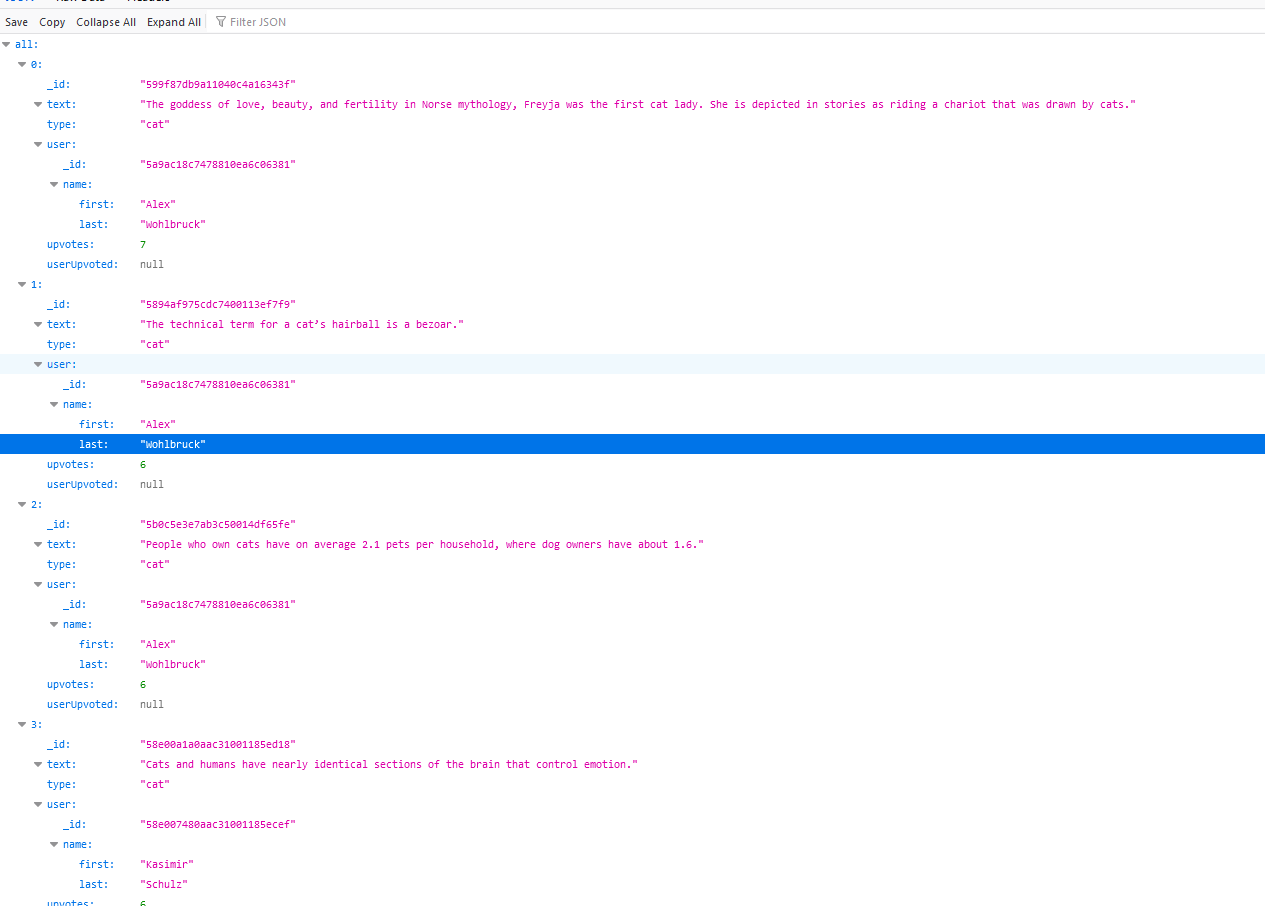 JSON Raw Data Headers
Save Copy Collapse All Expand All Filter JSON
all:
0:
_id: "599f87db9a11040c4a16343f"
text: "The goddess of love, beauty, and fertility in Norse mythology, Freyja was the first cat lady. She is depicted in stories as riding a chariot that was drawn by cats."
type: "cat"
user:
_id: "5a9ac18c7478810ea6c06381"
name:
first: "Alex"
last: "Wohlbruck"
upvotes: 7
userUpvoted: null
1:
_id: "5894af975cdc7400113ef7f9"
text: "The technical term for a cat’s hairball is a bezoar."
type: "cat"
user:
_id: "5a9ac18c7478810ea6c06381"
name:
first: "Alex"
last: "Wohlbruck"
upvotes: 6
userUpvoted: null
2:
_id: "5b0c5e3e7ab3c50014df65fe"
text: "People who own cats have on average 2.1 pets per household, where dog owners have about 1.6."
type: "cat"
user:
_id: "5a9ac18c7478810ea6c06381"
name:
first: "Alex"
last: "Wohlbruck"
upvotes: 6
userUpvoted: null
3:
_id: "58e00a1a0aac31001185ed18"
text: "Cats and humans have nearly identical sections of the brain that control emotion."
type: "cat"
user:
_id: "58e007480aac31001185ecef"
name:
first: "Kasimir"
last: "Schulz"
upvotes: 6